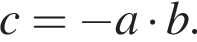 c = −a · b.